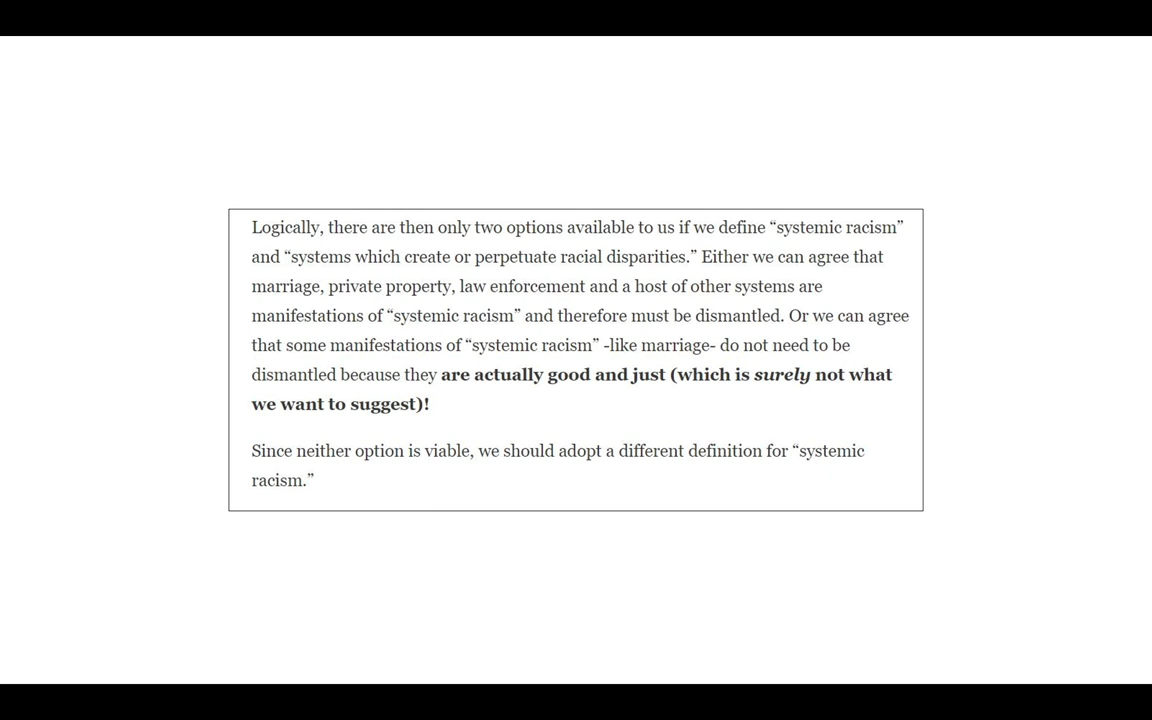 Logically, there are then only two options available to us if we define “systemic racism”
and “systems which create or perpetuate racial disparities.” Either we can agree that
marriage, private property, law enforcement and a host of other systems are
manifestations of “systemic racism” and therefore must be dismantled. Or we can agree
that some manifestations of “systemic racism” -like marriage- do not need to be
dismantled because they are actually good and just (which is surely not what
we want to suggest)!
Since neither option is viable, we should adopt a different definition for “systemic
racism.”